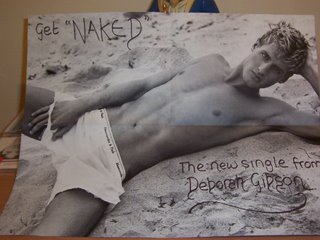 Get "NAKED"
The new single from
Deborah Gibson